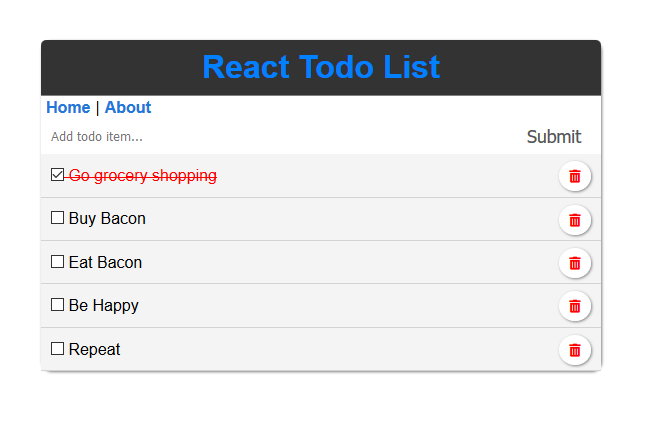 React Todo List
Home | About
Add todo item... Submit
Go grocery shopping
Buy Bacon
Eat Bacon
Be Happy
Repeat